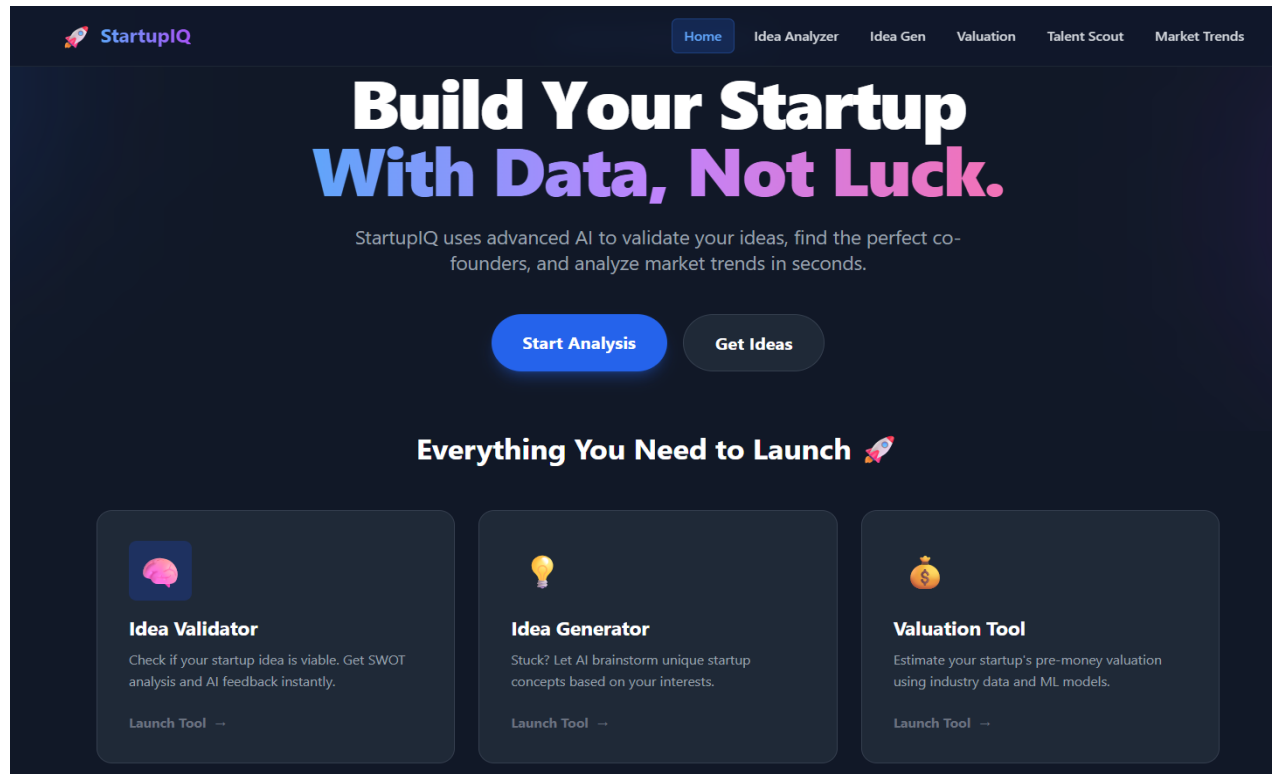 StartupIQ
Home Idea Analyzer Idea Gen Valuation Talent Scout Market Trends
Build Your Startup
With Data, Not Luck.
StartupIQ uses advanced AI to validate your ideas, find the perfect co-
founders, and analyze market trends in seconds.
Start Analysis Get Ideas
Everything You Need to Launch 🚀
Idea Validator
Check if your startup idea is viable. Get SWOT
analysis and AI feedback instantly.
Launch Tool →
Idea Generator
Stuck? Let AI brainstorm unique startup
concepts based on your interests.
Launch Tool →
Valuation Tool
Estimate your startup's pre-money valuation
using industry data and ML models.
Launch Tool →